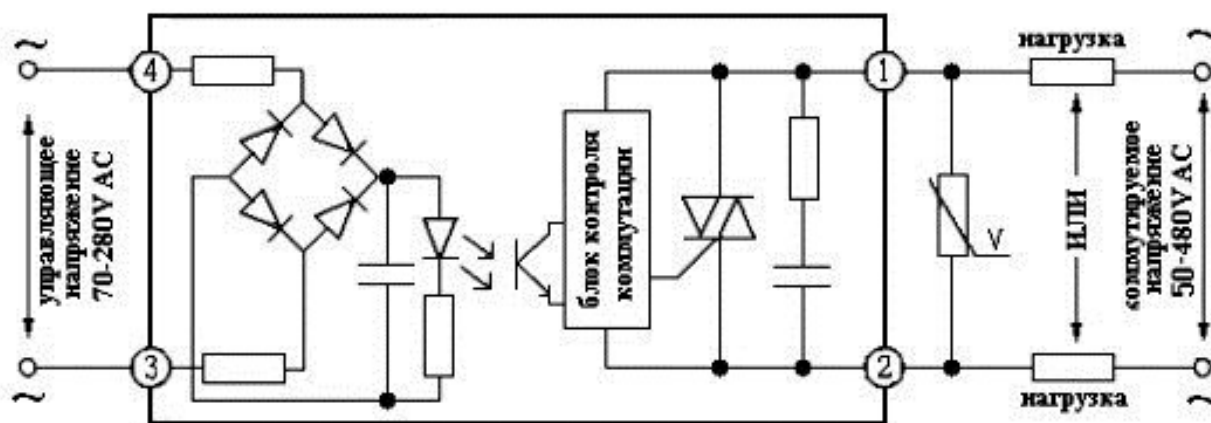 ~
4
управляющее
напряжение
70-280V AC
3
~
блок контроля
коммутации
1
2
нагрузка
V
ИЛИ
нагрузка
~
коммутируемое
напряжение
50-480V AC
~